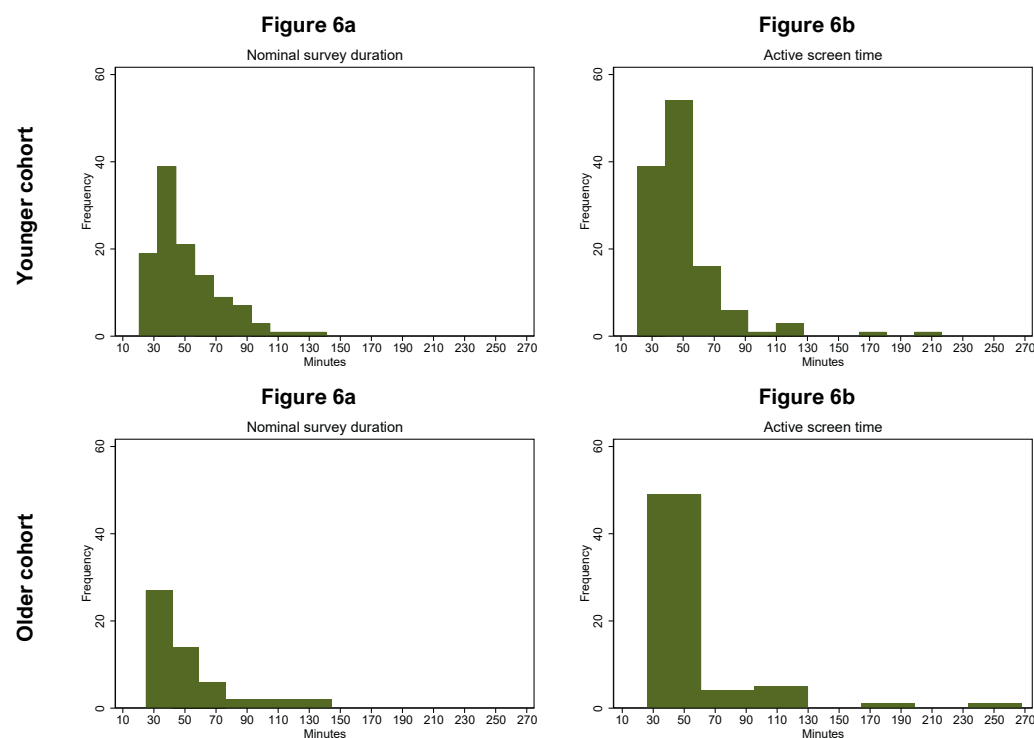 Figure 6a
Nominal survey duration
Younger cohort
Frequency
60
40
20
0
10 30 50 70 90 110 130 150 170 190 210 230 250 270
Minutes
Figure 6b
Active screen time
Frequency
60
40
20
0
10 30 50 70 90 110 130 150 170 190 210 230 250 270
Minutes
Figure 6a
Nominal survey duration
Older cohort
Frequency
60
40
20
0
10 30 50 70 90 110 130 150 170 190 210 230 250 270
Minutes
Figure 6b
Active screen time
Frequency
60
40
20
0
10 30 50 70 90 110 130 150 170 190 210 230 250 270
Minutes